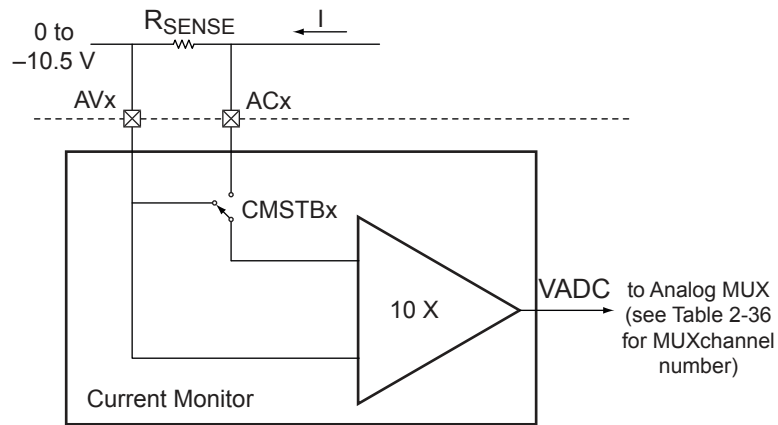 0 to
–10.5 V
RSENSE
I
AVx
ACx
CMSTBx
10 X
VADC
to Analog MUX
(see Table 2-36
for MUXchannel
number)
Current Monitor